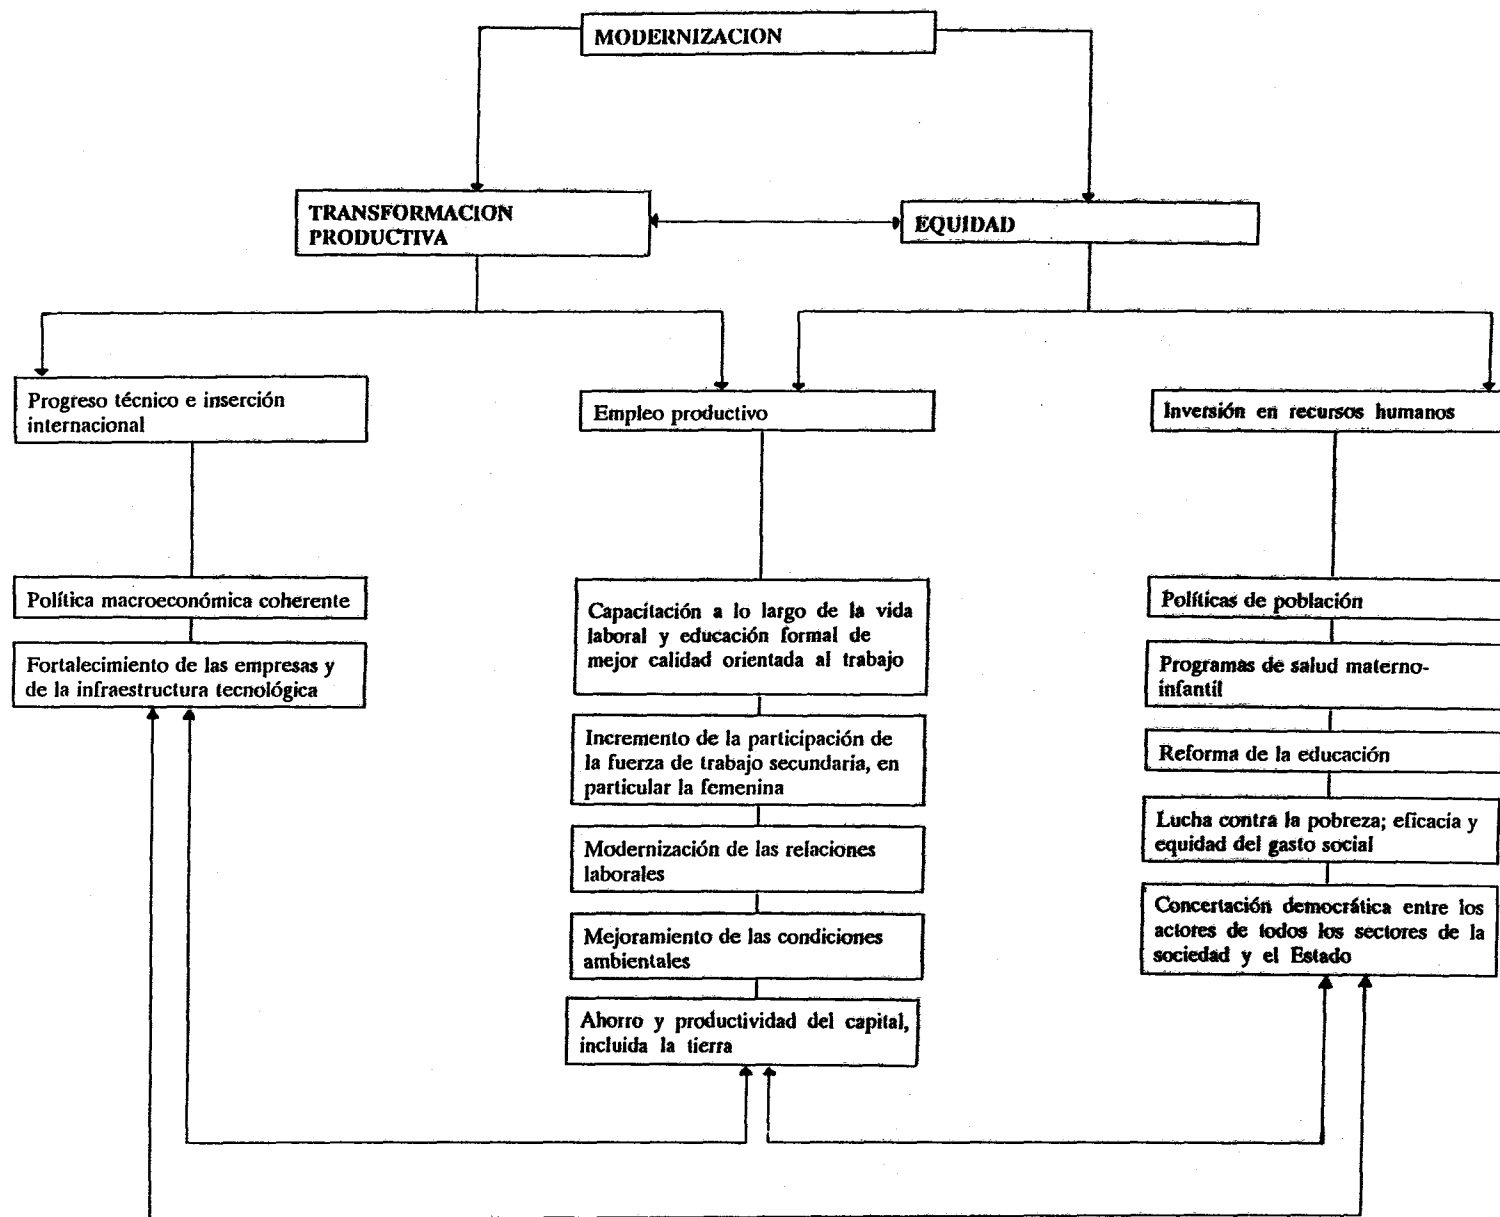 MODERNIZACION
TRANSFORMACION
PRODUCTIVA
EQUIDAD
Progreso técnico e inserción
internacional
Empleo productivo
Inversión en recursos humanos
Política macroeconómica coherente
Fortalecimiento de las empresas y
de la infraestructura tecnológica
Capacitación a lo largo de la vida
laboral y educación formal de
mejor calidad orientada al trabajo
Incremento de la participación de
la fuerza de trabajo secundaria, en
particular la femenina
Modernización de las relaciones
laborales
Mejoramiento de las condiciones
ambientales
Ahorro y productividad del capital,
incluida la tierra
Políticas de población
Programas de salud materno-
infantil
Reforma de la educación
Lucha contra la pobreza; eficacia y
equidad del gasto social
Concertación democrática entre los
actores de todos los sectores de la
sociedad y el Estado